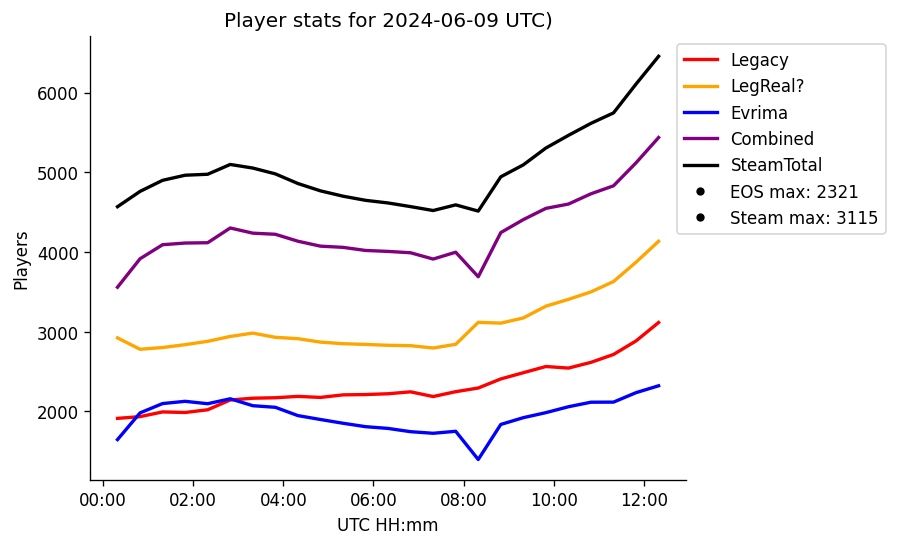 Player stats for 2024-06-09 UTC)
Players
6000
5000
4000
3000
2000
00:00 02:00 04:00 06:00 08:00 10:00 12:00
UTC HH:mm
Legacy
LegReal?
Evrima
Combined
SteamTotal
EOS max: 2321
Steam max: 3115